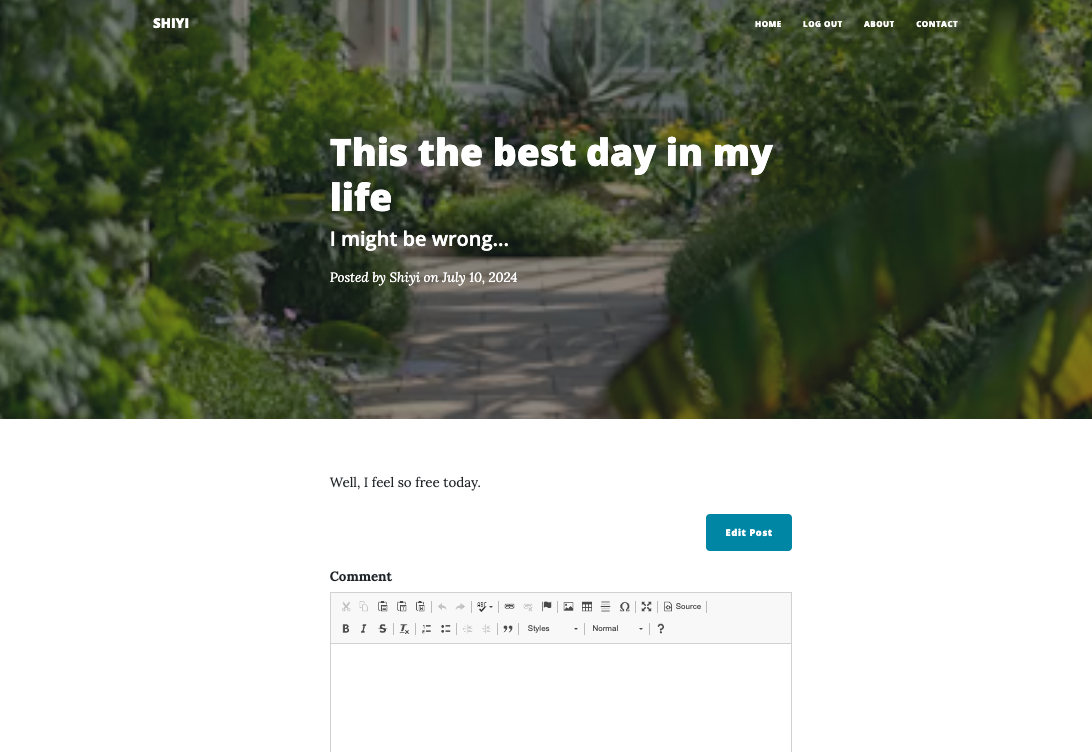 SHIYI
HOME LOG OUT ABOUT CONTACT
This the best day in my
life
I might be wrong...
Posted by Shiyi on July 10, 2024
Well, I feel so free today.
Edit Post
Comment
Source
B I S Tx Styles Normal ?